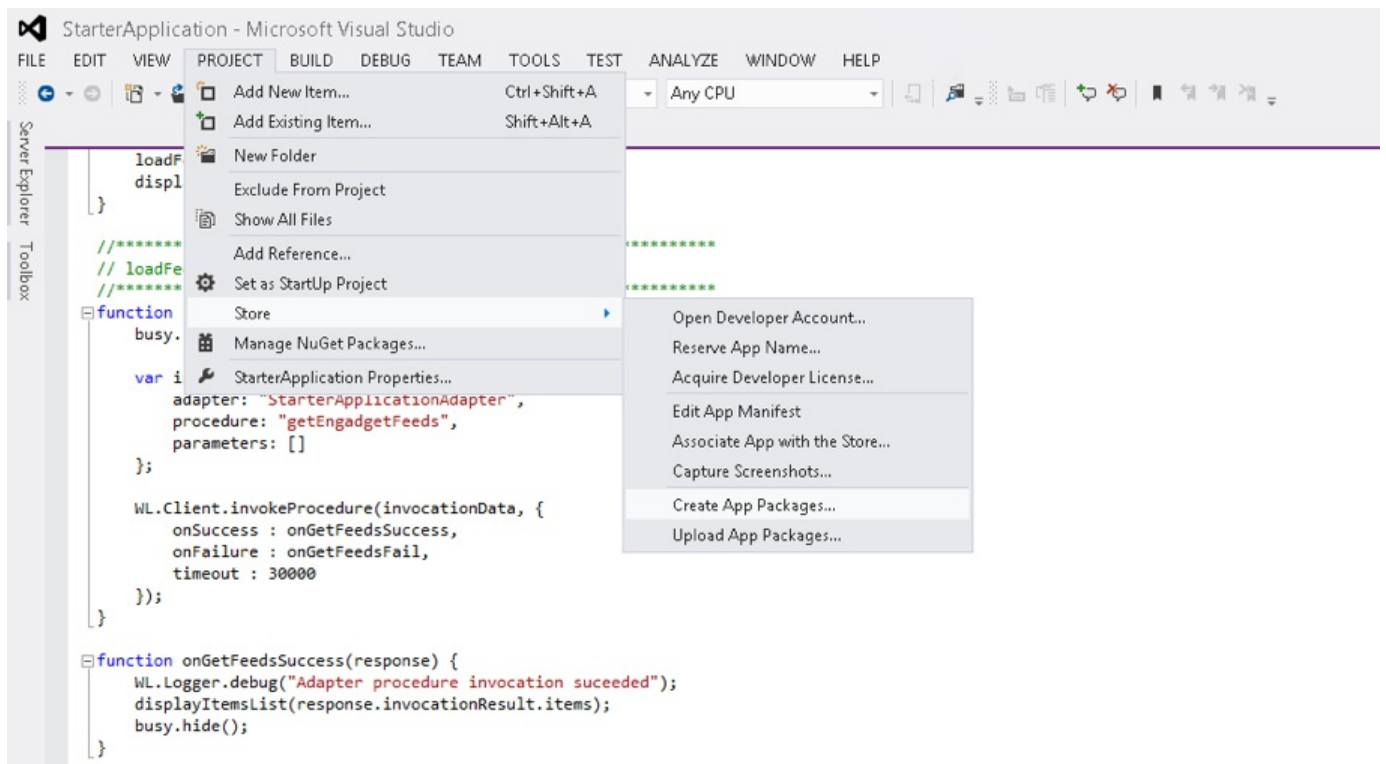 StarterApplication - Microsoft Visual Studio
FILE EDIT VIEW PROJECT BUILD DEBUG TEAM TOOLS TEST ANALYZE WINDOW HELP
Any CPU
Server Explorer
Toolbox
Add New Item... Ctrl+Shift+A
Add Existing Item... Shift+Alt+A
New Folder
Exclude From Project
Show All Files
Add Reference...
Set as StartUp Project
Store
Manage NuGet Packages...
StarterApplication Properties...
Open Developer Account...
Reserve App Name...
Acquire Developer License...
Edit App Manifest
Associate App with the Store...
Capture Screenshots...
Create App Packages...
Upload App Packages...
loadF
displ
}
//******* **********
// loadFe
//******* **********
function
busy.
var i
adapter: "StarterApplicationAdapter",
procedure: "getEngadgetFeeds",
parameters: []
};
WL.Client.invokeProcedure(invocationData, {
onSuccess : onGetFeedsSuccess,
onFailure : onGetFeedsFail,
timeout : 30000
});
}
function onGetFeedsSuccess(response) {
WL.Logger.debug("Adapter procedure invocation suceeded");
displayItemsList(response.invocationResult.items);
busy.hide();
}